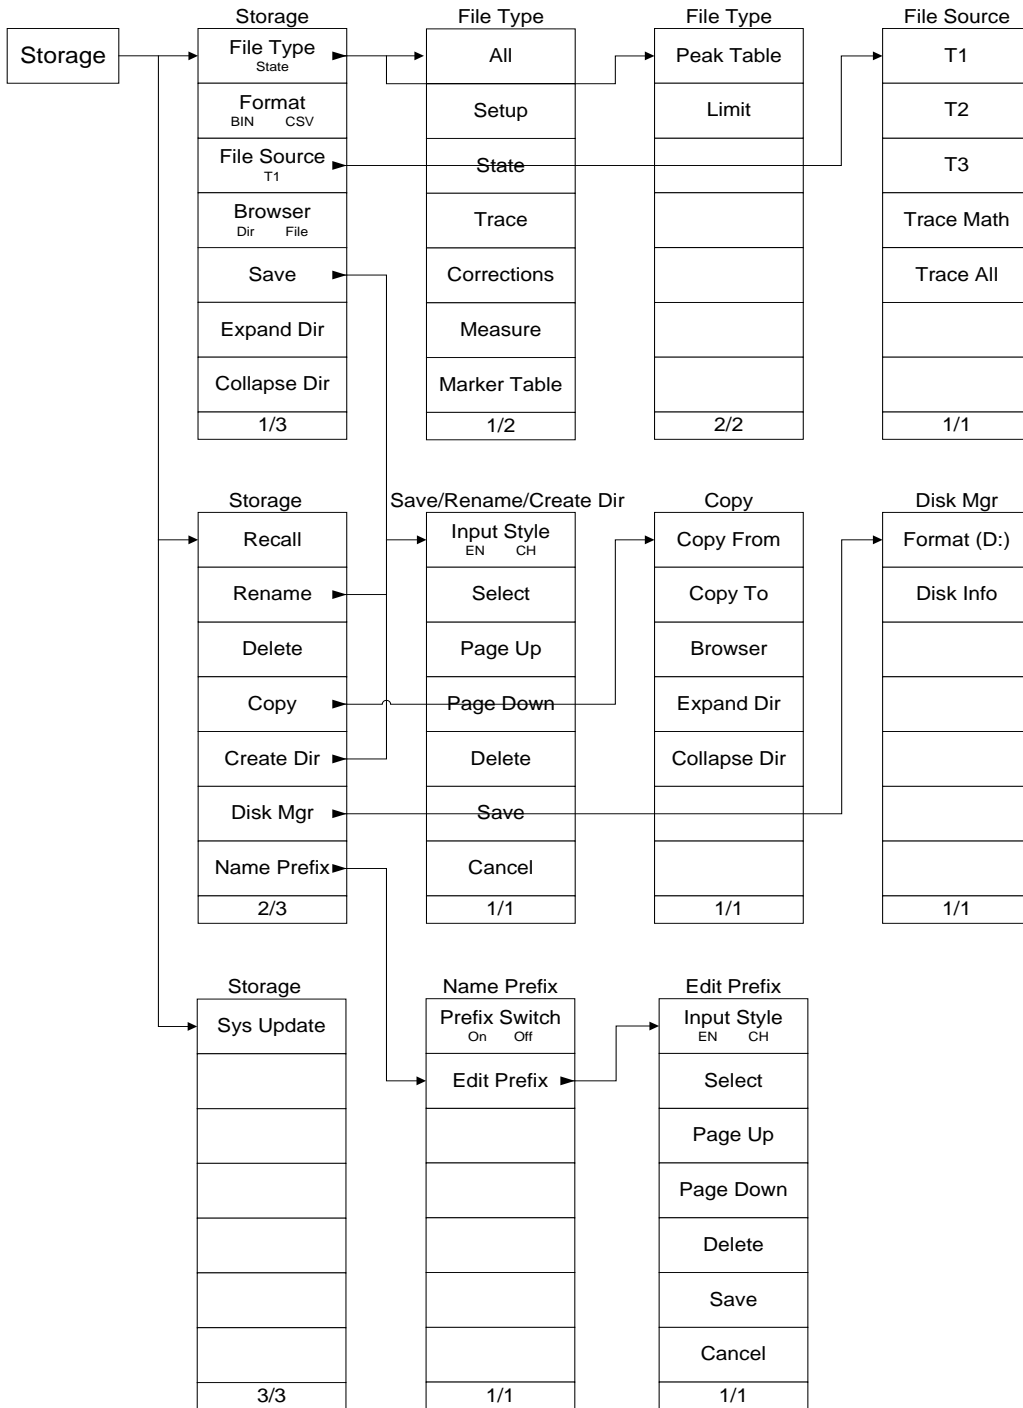 Storage
Storage
File Type
State
Format
BIN CSV
File Source
T1
Browser
Dir File
Save
Expand Dir
Collapse Dir
1/3
File Type
All
Setup
State
Trace
Corrections
Measure
Marker Table
1/2
File Type
Peak Table
Limit
2/2
File Source
T1
T2
T3
Trace Math
Trace All
1/1
Storage
Recall
Rename
Delete
Copy
Create Dir
Disk Mgr
Name Prefix
2/3
Save/Rename/Create Dir
Input Style
EN CH
Select
Page Up
Page Down
Delete
Save
Cancel
1/1
Copy
Copy From
Copy To
Browser
Expand Dir
Collapse Dir
1/1
Disk Mgr
Format (D:)
Disk Info
1/1
Storage
Sys Update
3/3
Name Prefix
Prefix Switch
On Off
Edit Prefix
1/1
Edit Prefix
Input Style
EN CH
Select
Page Up
Page Down
Delete
Save
Cancel
1/1